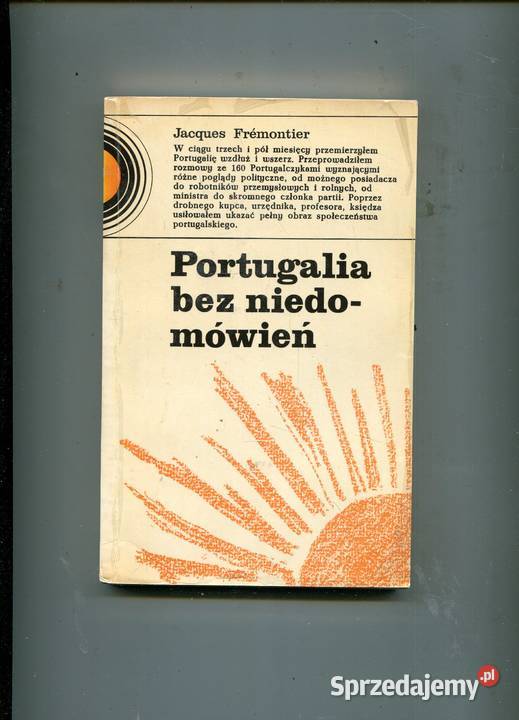 Jacques Frémontier
W ciągu trzech i pół miesięcy przemierzyłem
Portugalię wzdłuż i wszerz. Przeprowadziłem
rozmowy ze 160 Portugalczykami wyznającymi
różne poglądy polityczne, od możnego posiadacza
do robotników przemysłowych i rolnych, od
ministra do skromnego członka partii. Poprzez
drobnego kupca, urzędnika, profesora, księdza
usiłowałem ukazać pełny obraz społeczeństwa
portugalskiego.
Portugalia
bez niedo-
mówień
Sprzedajemy.pl